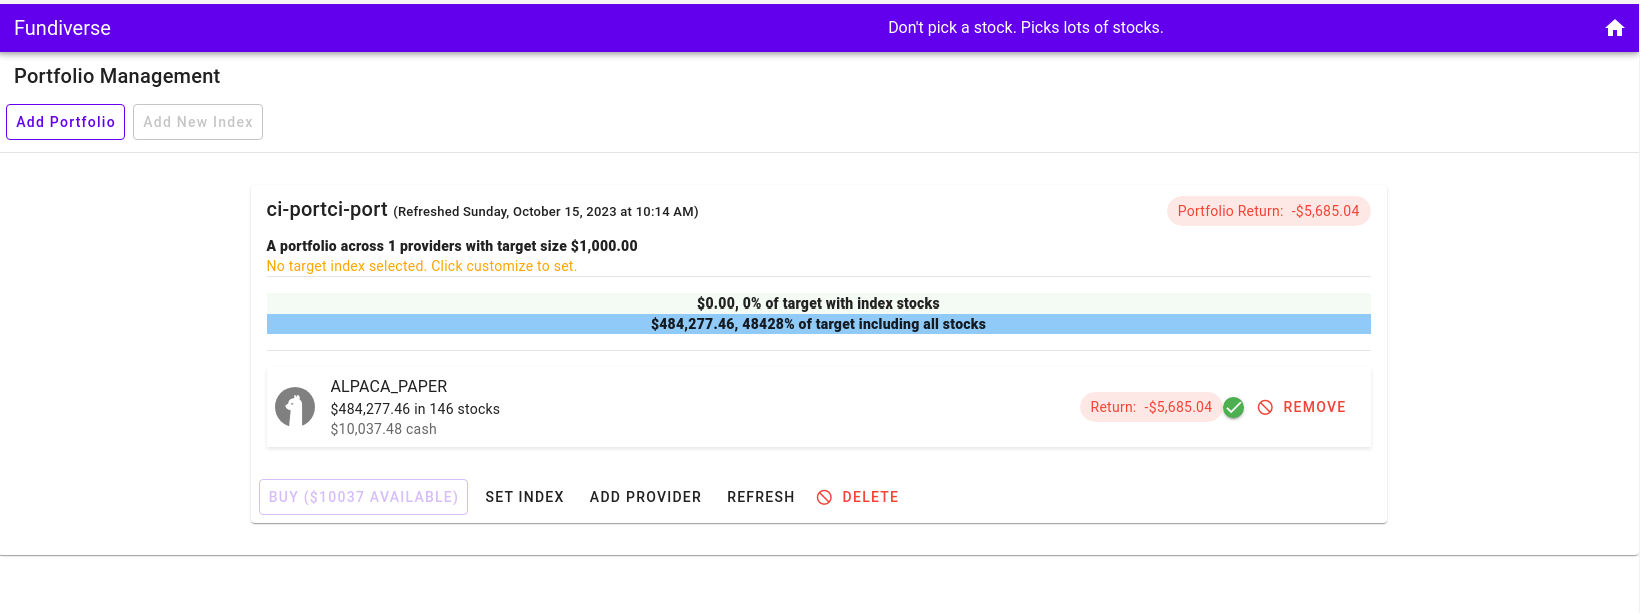 Fundiverse
Don't pick a stock. Picks lots of stocks.
Portfolio Management
Add Portfolio
Add New Index
ci-portci-port (Refreshed Sunday, October 15, 2023 at 10:14 AM)
Portfolio Return: -$5,685.04
A portfolio across 1 providers with target size $1,000.00
No target index selected. Click customize to set.
$0.00, 0% of target with index stocks
$484,277.46, 48428% of target including all stocks
ALPACA_PAPER
$484,277.46 in 146 stocks
$10,037.48 cash
Return: -$5,685.04
REMOVE
BUY ($10037 AVAILABLE)
SET INDEX
ADD PROVIDER
REFRESH
DELETE